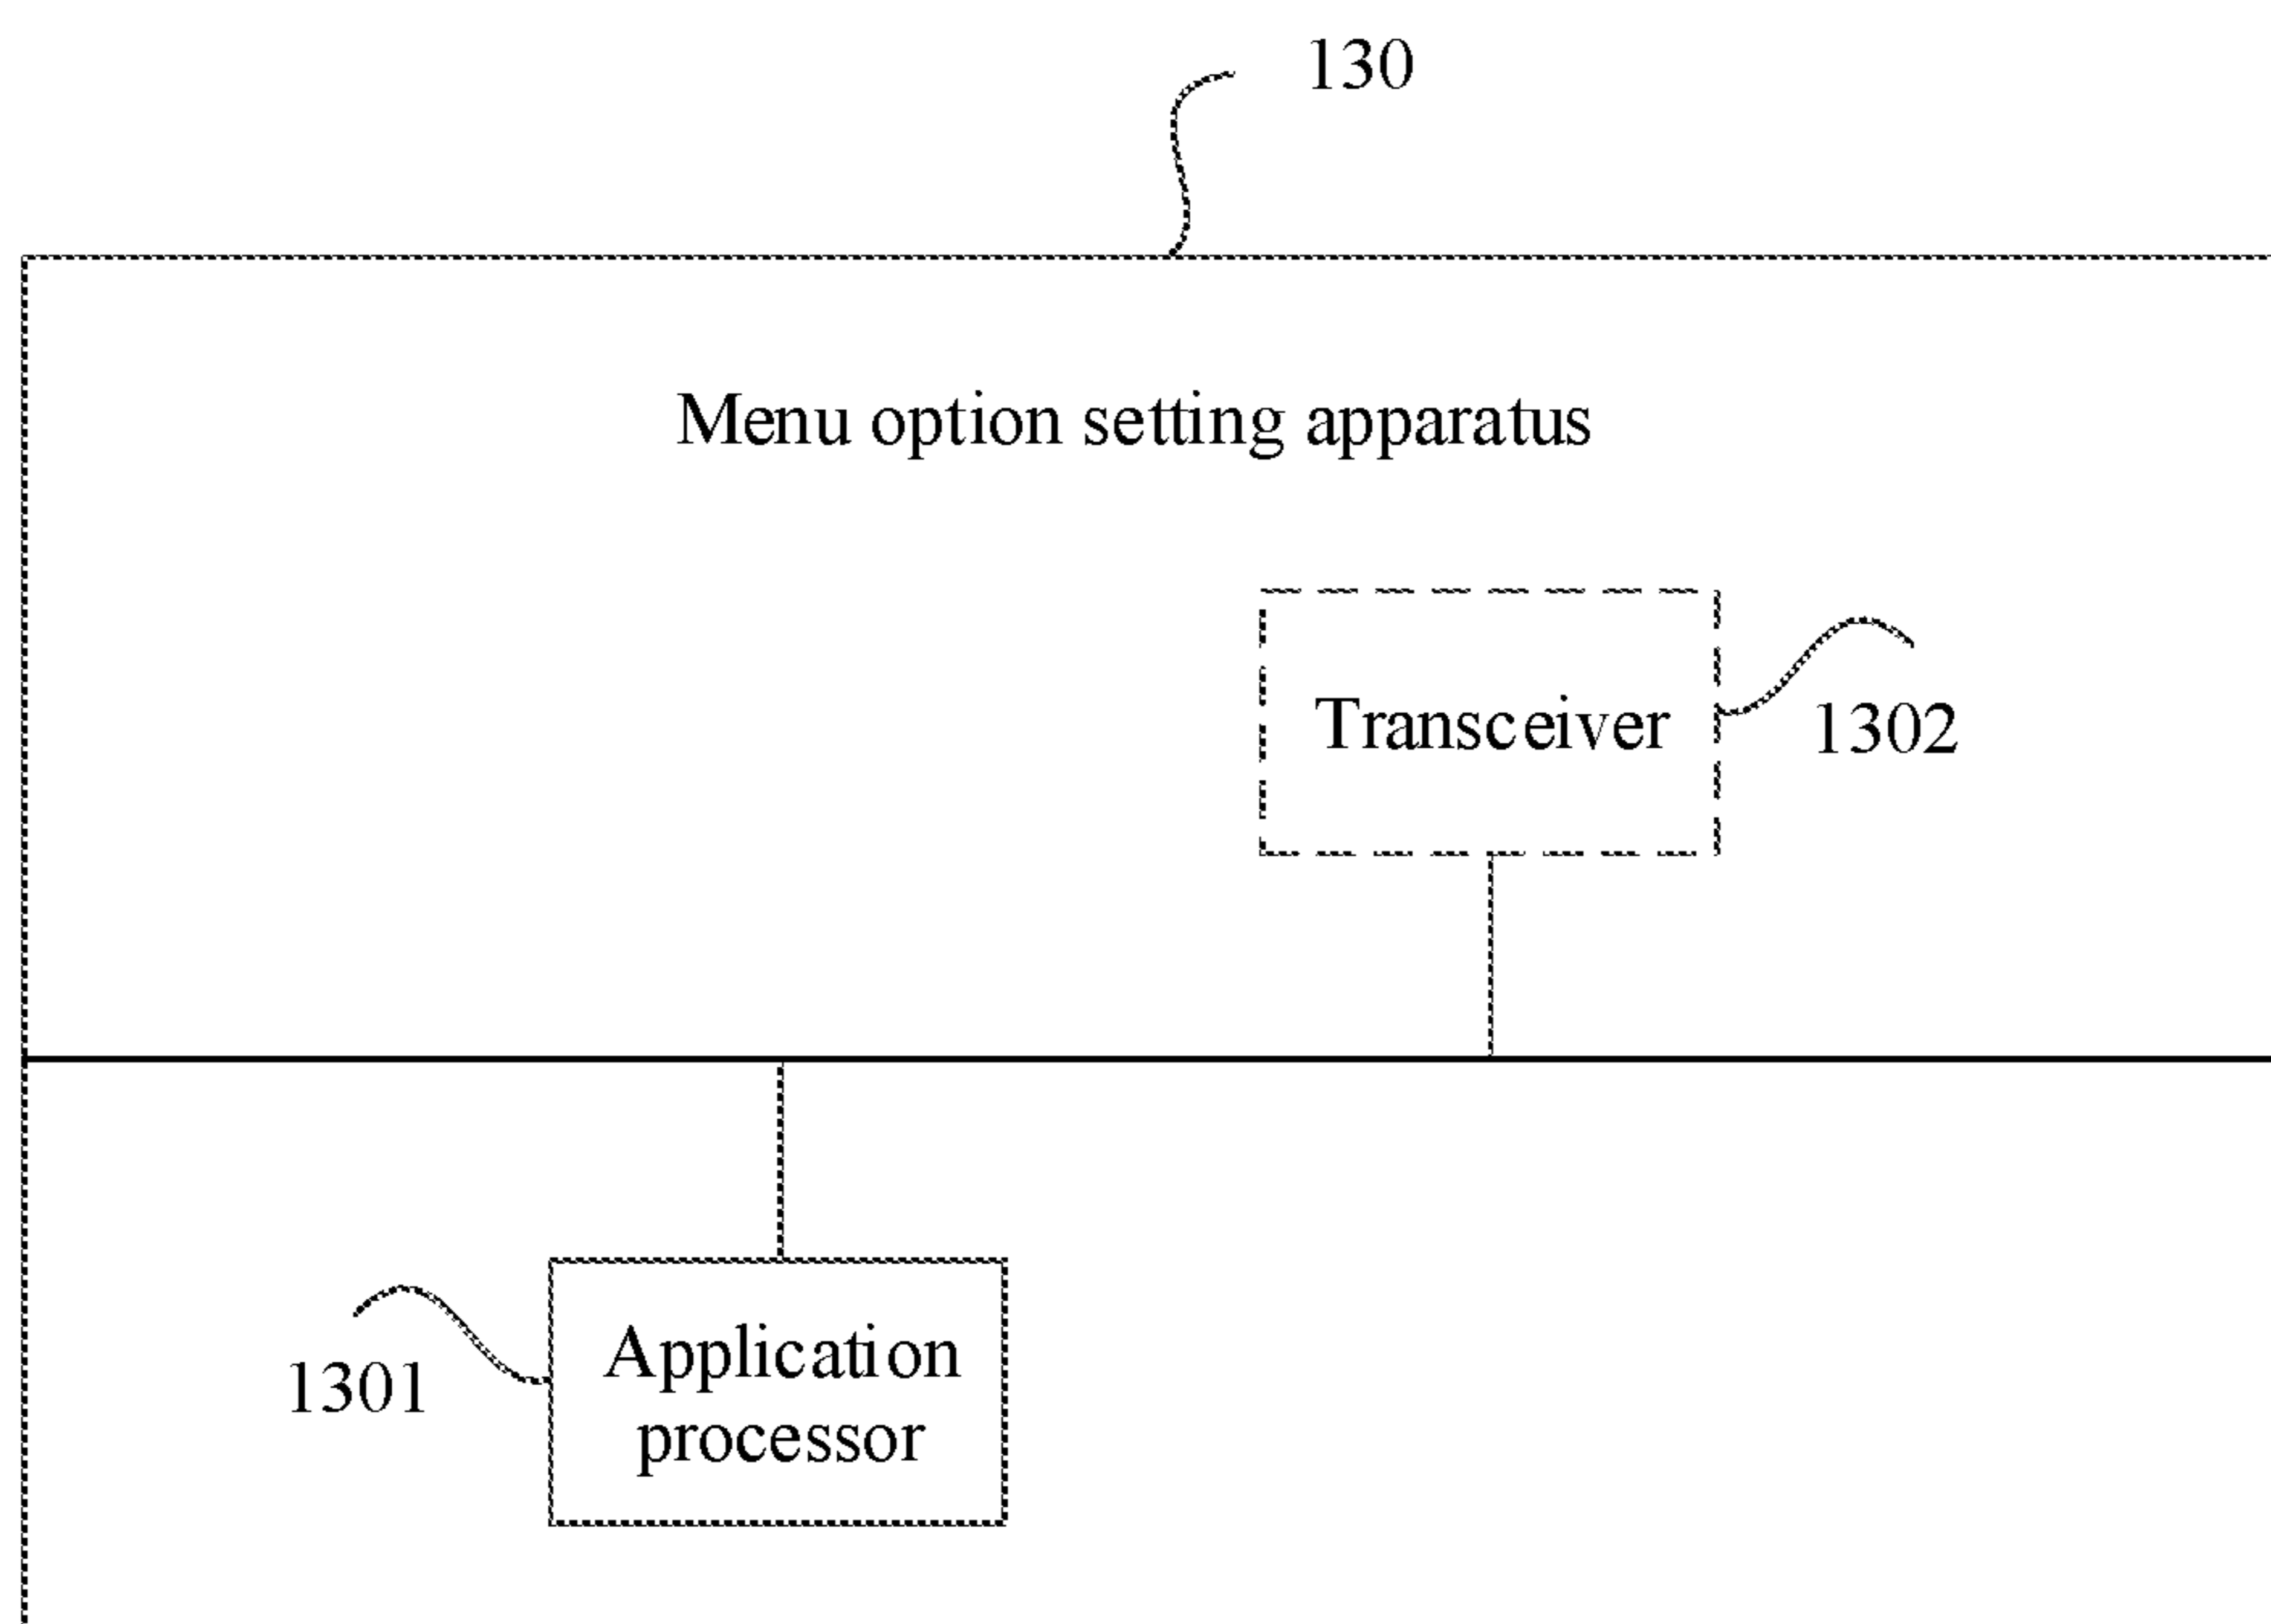 130
Menu option setting apparatus
Transceiver
1302
Application
processor
1301